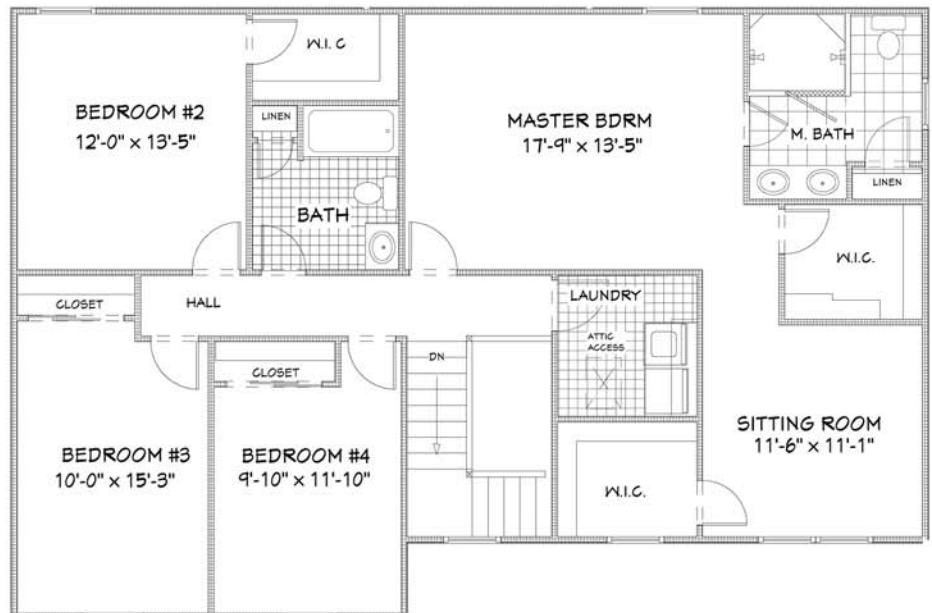 BEDROOM #2
12'-0" x 13'-5"
W.I. C
LINEN
BATH
MASTER BDRM
17'-9" x 13'-5"
M. BATH
LINEN
W.I.C.
CLOSET
HALL
LAUNDRY
ATTIC
ACCESS
DN
CLOSET
BEDROOM #3
10'-0" x 15'-3"
BEDROOM #4
9'-10" x 11'-10"
W.I.C.
SITTING ROOM
11'-6" x 11'-1"